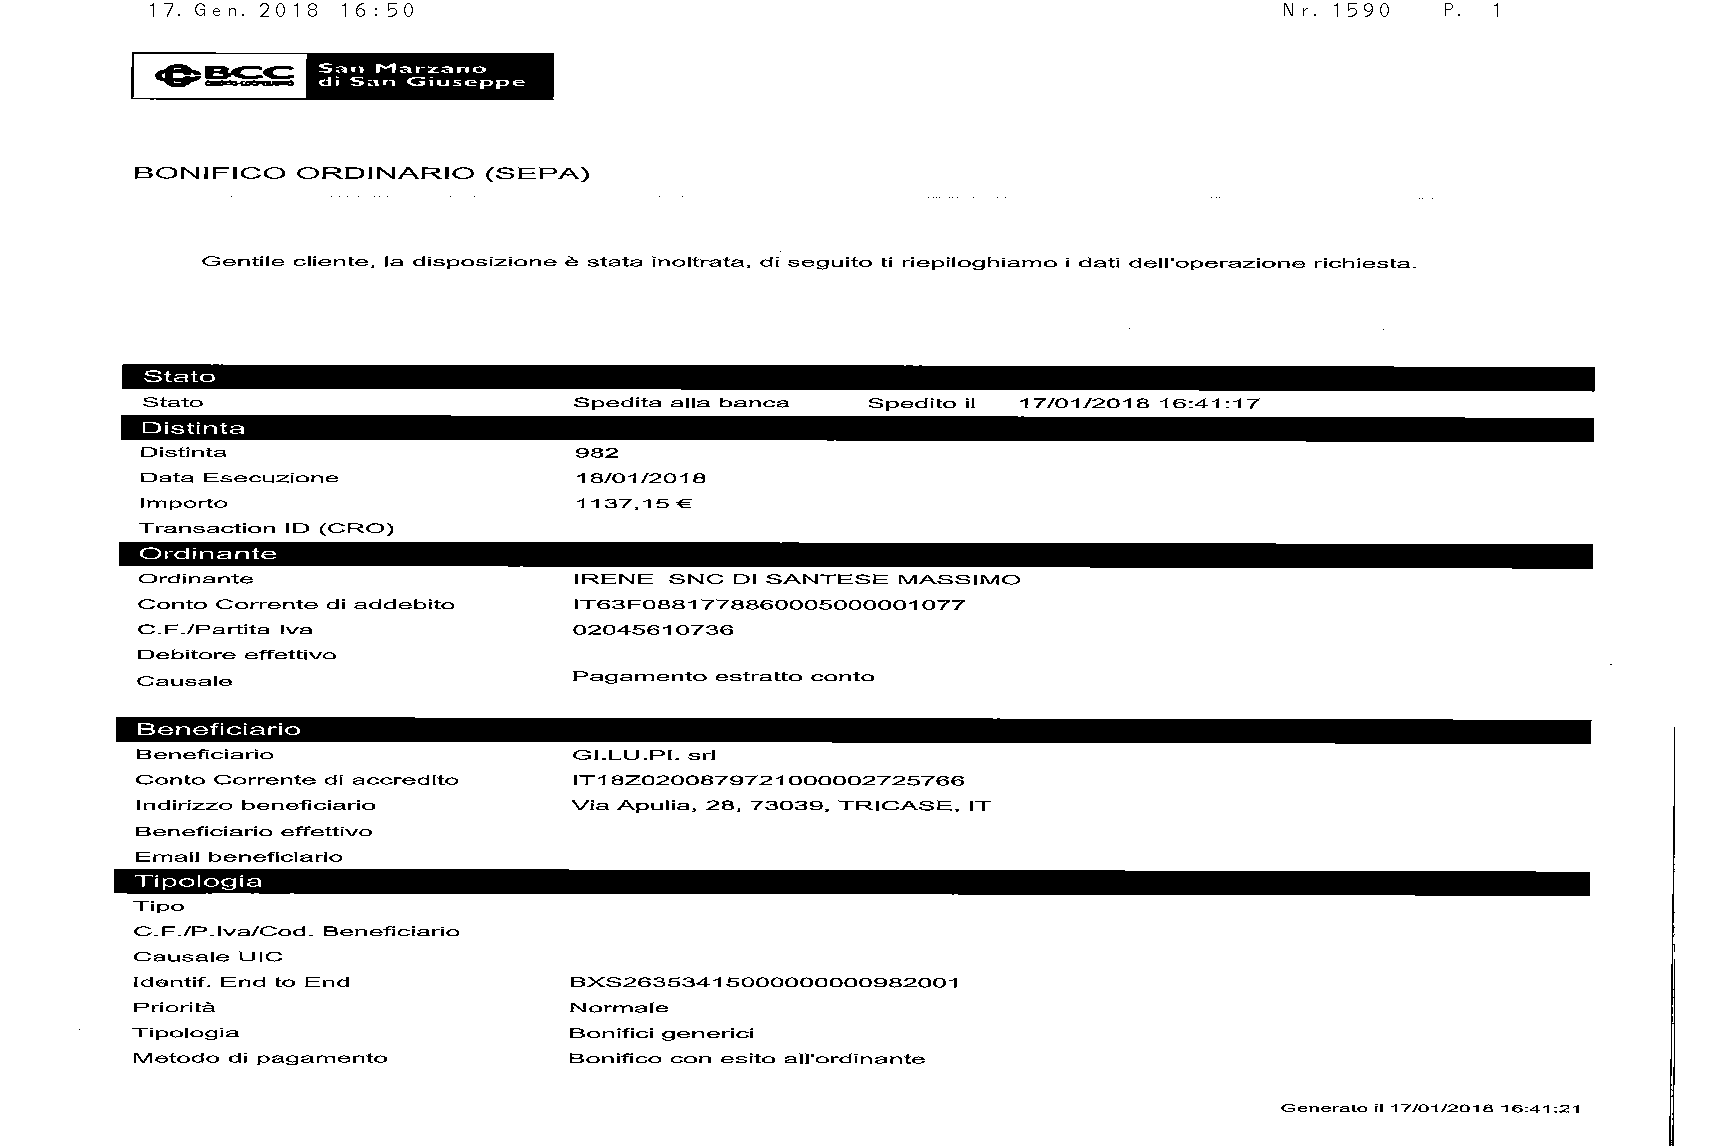 17. Gen. 2018 16:50 Nr. 1590 P. 1
BCC San Marzano
di San Giuseppe
BONIFICO ORDINARIO (SEPA)
Gentile cliente, la disposizione è stata inoltrata, di seguito ti riepiloghiamo i dati dell'operazione richiesta.
Stato
Stato Spedita alla banca Spedito il 17/01/2018 16:41:17
Distinta
Distinta 982
Data Esecuzione 18/01/2018
Importo 1137,15 €
Transaction ID (CRO)
Ordinante
Ordinante IRENE SNC DI SANTESE MASSIMO
Conto Corrente di addebito IT63F0881778860005000001077
C.F./Partita Iva 02045610736
Debitore effettivo
Causale Pagamento estratto conto
Beneficiario
Beneficiario GI.LU.PI. srl
Conto Corrente di accredito IT18Z0200879721000002725766
Indirizzo beneficiario Via Apulia, 28, 73039, TRICASE, IT
Beneficiario effettivo
Email beneficiario
Tipologia
Tipo
C.F./P.Iva/Cod. Beneficiario
Causale UIC
Identif. End to End BXS26353415000000000982001
Priorità Normale
Tipologia Bonifici generici
Metodo di pagamento Bonifico con esito all'ordinante
Generato il 17/01/2018 16:41:21